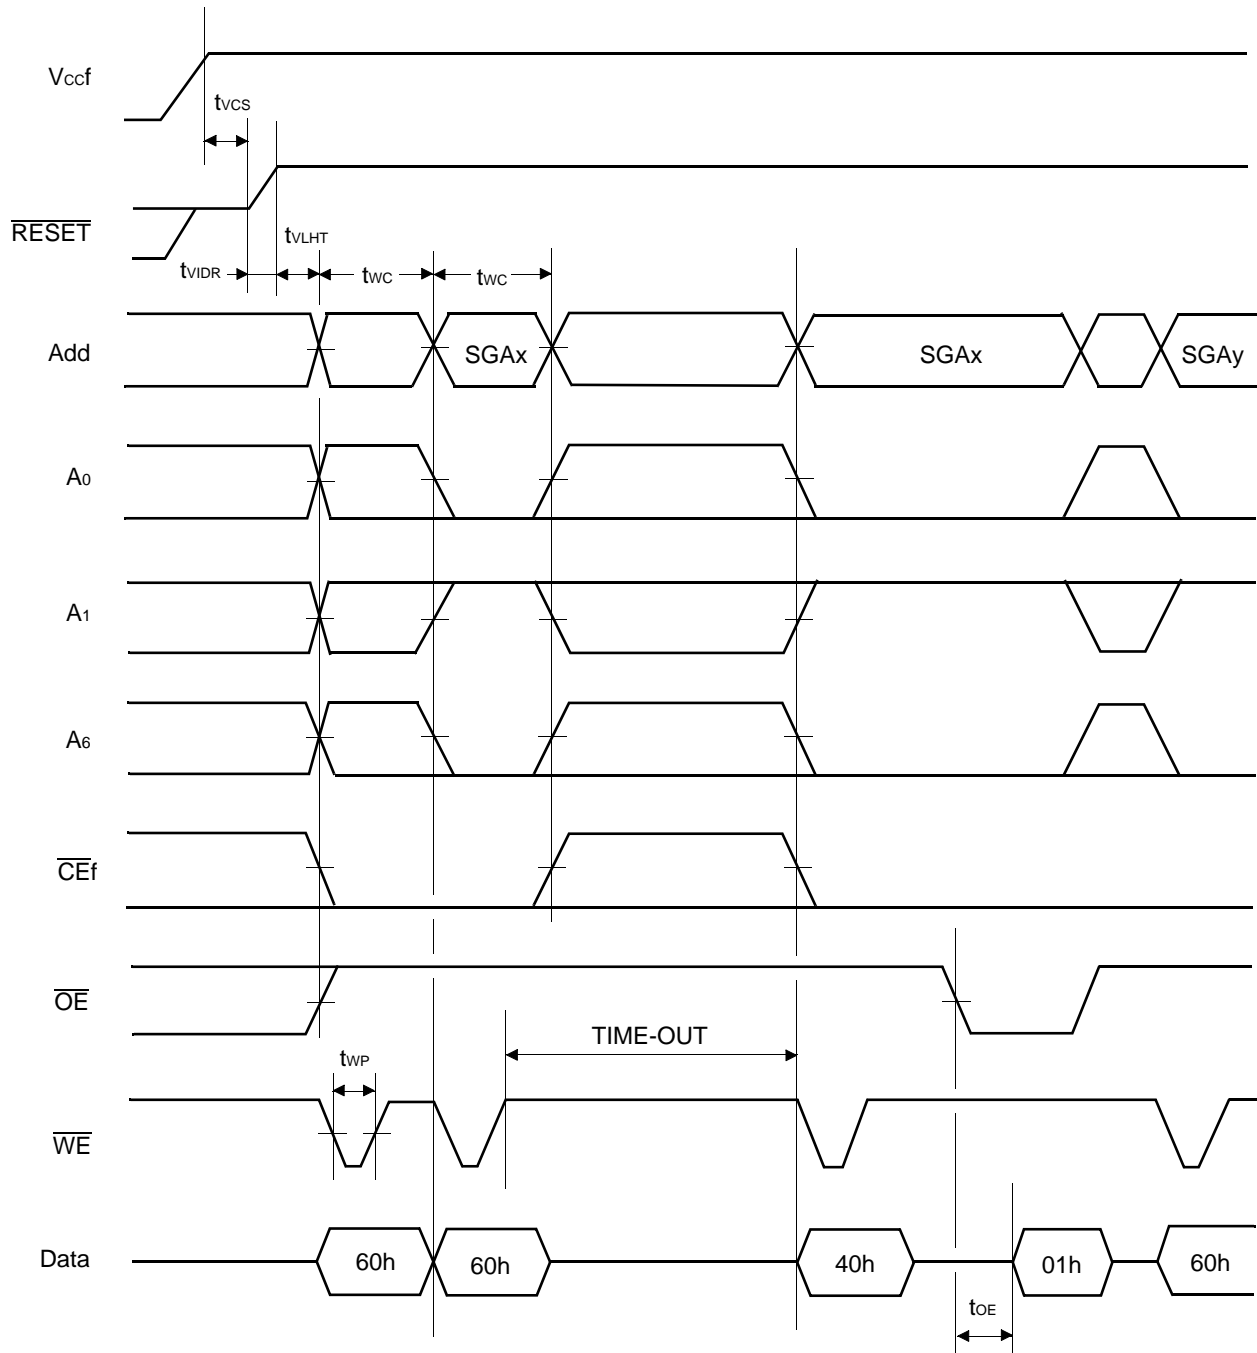 VCCf
tVCS
RESET
tVLHT
tVIDR
tWC
tWC
Add
SGAx
SGAx
SGAy
A0
A1
A6
CEf
OE
TIME-OUT
tWP
WE
Data
60h
60h
40h
01h
60h
tOE